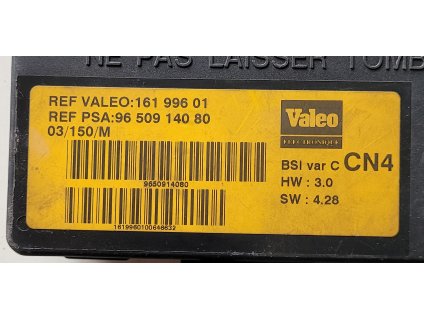 NE PAS LAISSER TOMB
REF VALEO:161 996 01
REF PSA:96 509 140 80
03/150/M
Valeo
ELECTRONIQUE
BSI var C CN4
HW : 3.0
SW : 4.28
9650914080